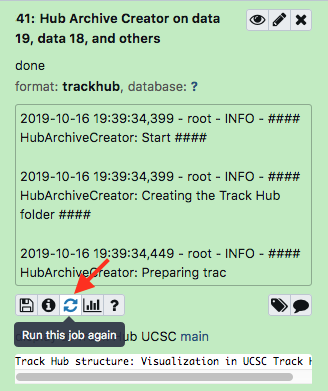 41: Hub Archive Creator on data
19, data 18, and others
done
format: trackhub, database: ?
2019-10-16 19:39:34,399 - root - INFO - ####
HubArchiveCreator: Start ####
2019-10-16 19:39:34,399 - root - INFO - ####
HubArchiveCreator: Creating the Track Hub
folder ####
2019-10-16 19:39:34,449 - root - INFO - ####
HubArchiveCreator: Preparing trac
?
Run this job again
UCSC main
Track Hub structure: Visualization in UCSC Track